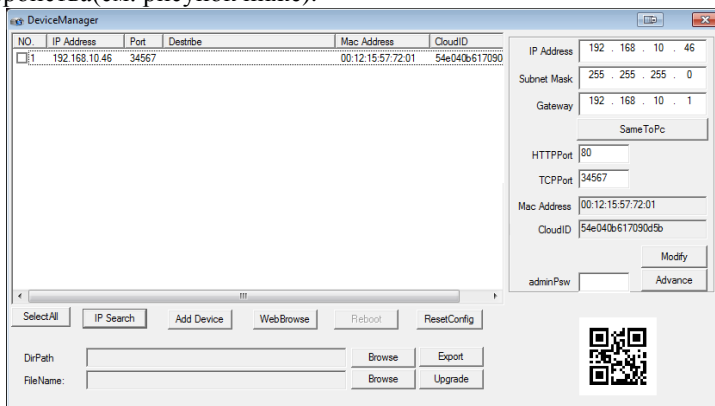 DeviceManager
NO. IP Address Port Destribe Mac Address CloudID
1 192.168.10.46 34567 00:12:15:57:72:01 54e040b617090
IP Address 192 . 168 . 10 . 46
Subnet Mask 255 . 255 . 255 . 0
Gateway 192 . 168 . 10 . 1
SameToPc
HTTPPort 80
TCPPort 34567
Mac Address 00:12:15:57:72:01
CloudID 54e040b617090d5b
Modify
adminPsw Advance
SelectAll IP Search Add Device WebBrowse Reboot ResetConfig
DirPath Browse Export
FileName: Browse Upgrade